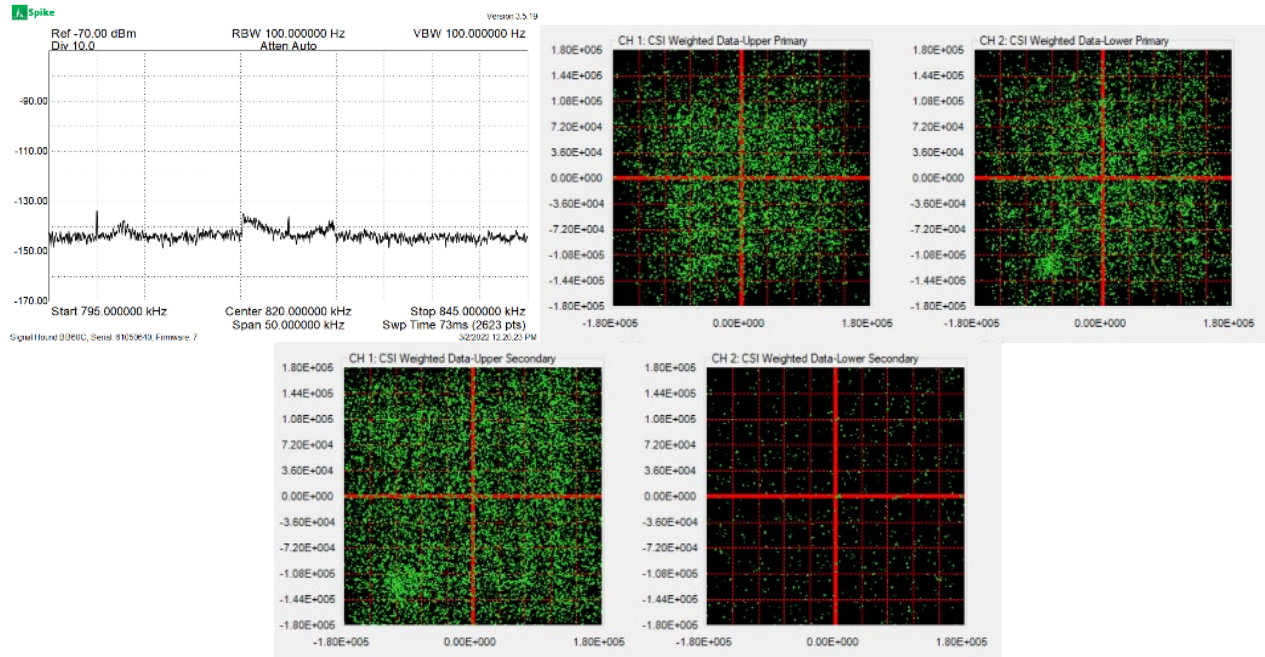 Spike
Version 3.5.19
Ref -70.00 dBm
RBW 100.000000 Hz
VBW 100.000000 Hz
Div 10.0
Atten Auto
-90.00
-110.00
-130.00
-150.00
-170.00
Start 795.000000 kHz
Center 820.000000 kHz
Stop 845.000000 kHz
Span 50.000000 kHz
Swp Time 73ms (2623 pts)
Signal Hound BB60C, Serial: 61050640, Firmware: 7
3/2/2022 12:20:23 PM
CH 1: CSI Weighted Data-Upper Primary
1.80E+005
1.44E+005
1.08E+005
7.20E+004
3.60E+004
0.00E+000
-3.60E+004
-7.20E+004
-1.08E+005
-1.44E+005
-1.80E+005
-1.80E+005 0.00E+000 1.80E+005
CH 2: CSI Weighted Data-Lower Primary
1.80E+005
1.44E+005
1.08E+005
7.20E+004
3.60E+004
0.00E+000
-3.60E+004
-7.20E+004
-1.08E+005
-1.44E+005
-1.80E+005
-1.80E+005 0.00E+000 1.80E+005
CH 1: CSI Weighted Data-Upper Secondary
1.80E+005
1.44E+005
1.08E+005
7.20E+004
3.60E+004
0.00E+000
-3.60E+004
-7.20E+004
-1.08E+005
-1.44E+005
-1.80E+005
-1.80E+005 0.00E+000 1.80E+005
CH 2: CSI Weighted Data-Lower Secondary
1.80E+005
1.44E+005
1.08E+005
7.20E+004
3.60E+004
0.00E+000
-3.60E+004
-7.20E+004
-1.08E+005
-1.44E+005
-1.80E+005
-1.80E+005 0.00E+000 1.80E+005